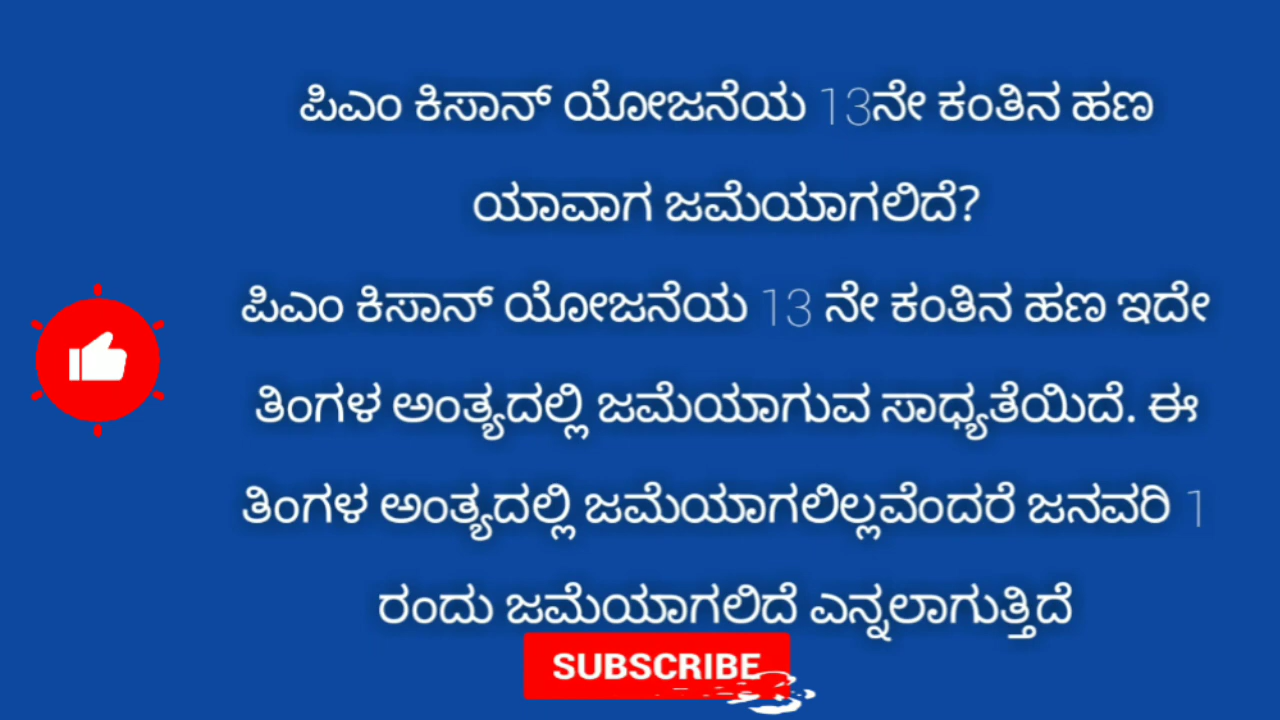 ಪಿಎಂ ಕಿಸಾನ್ ಯೋಜನೆಯ 13ನೇ ಕಂತಿನ ಹಣ
ಯಾವಾಗ ಜಮೆಯಾಗಲಿದೆ?
ಪಿಎಂ ಕಿಸಾನ್ ಯೋಜನೆಯ 13 ನೇ ಕಂತಿನ ಹಣ ಇದೇ
ತಿಂಗಳ ಅಂತ್ಯದಲ್ಲಿ ಜಮೆಯಾಗುವ ಸಾಧ್ಯತೆಯಿದೆ. ಈ
ತಿಂಗಳ ಅಂತ್ಯದಲ್ಲಿ ಜಮೆಯಾಗಲಿಲ್ಲವೆಂದರೆ ಜನವರಿ 1
ರಂದು ಜಮೆಯಾಗಲಿದೆ ಎನ್ನಲಾಗುತ್ತಿದೆ
SUBSCRIBE